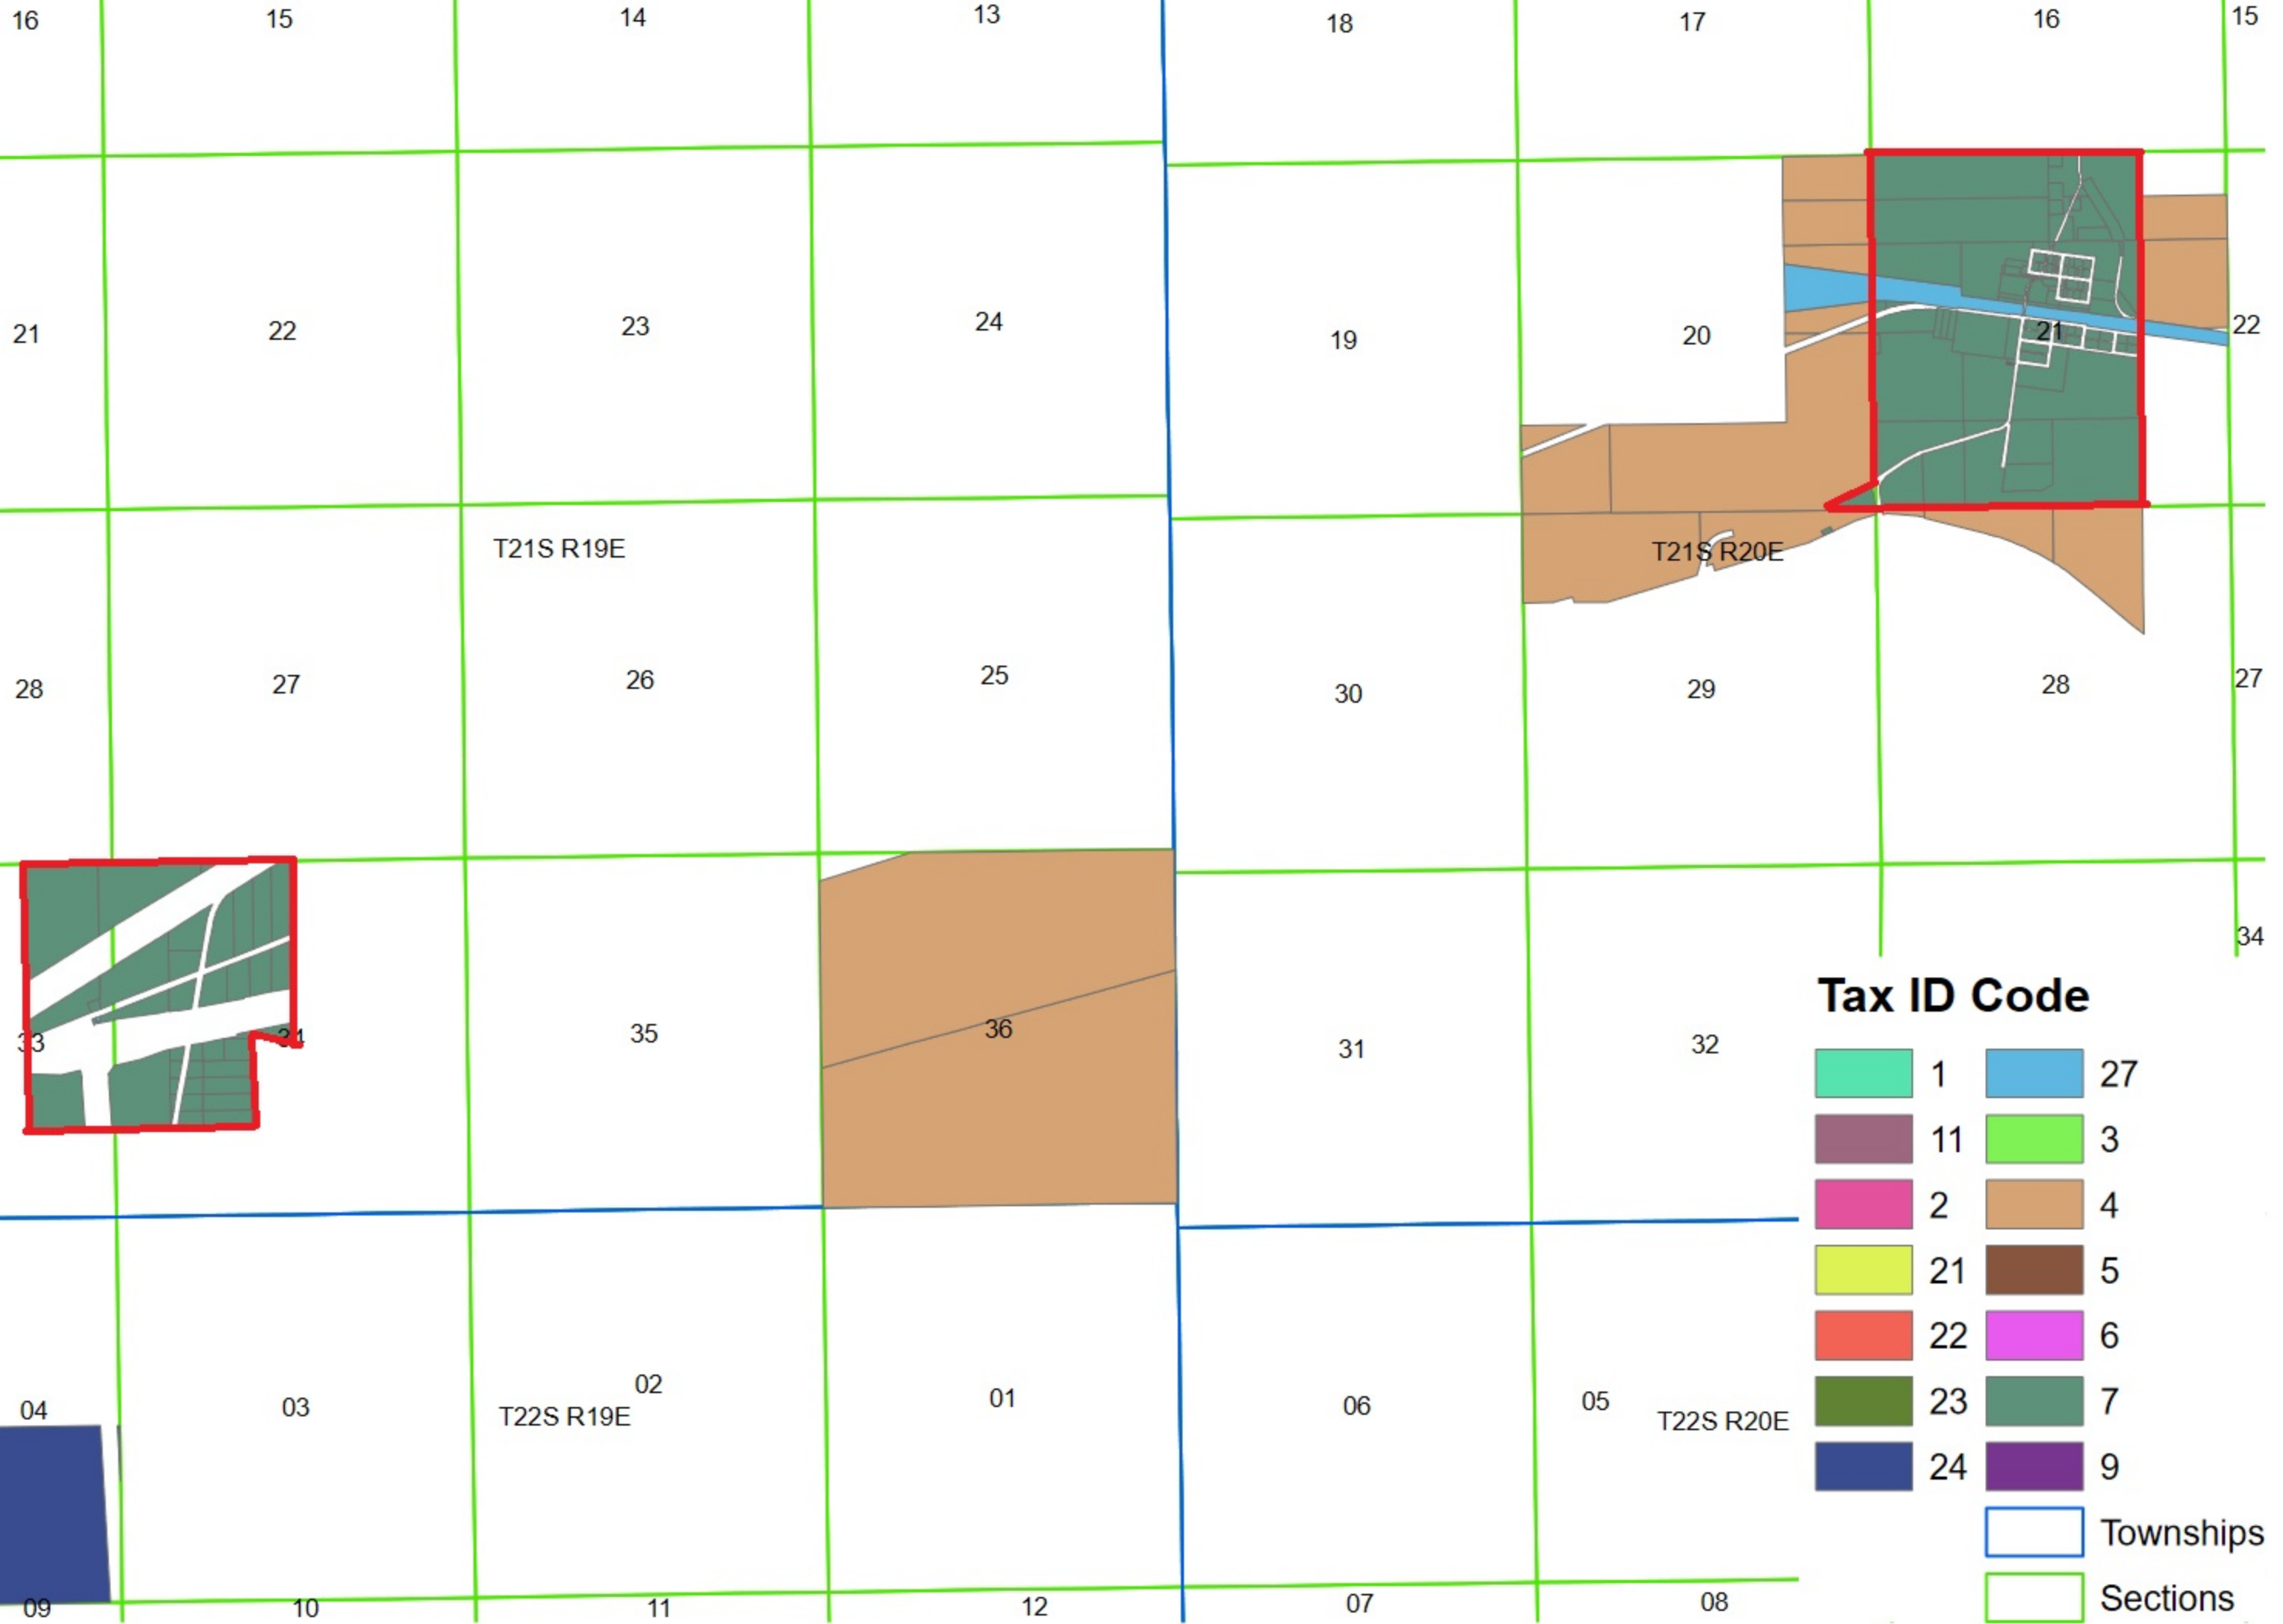 16 15 14 13 18 17 16 15
21 22 23 24 19 20 21 22
T21S R19E T21S R20E
28 27 26 25 30 29 28 27
34
33 34 35 36 31 32
04 03 02 01 06 05
T22S R19E T22S R20E
09 10 11 12 07 08
Tax ID Code
1 27
11 3
2 4
21 5
22 6
23 7
24 9
Townships
Sections